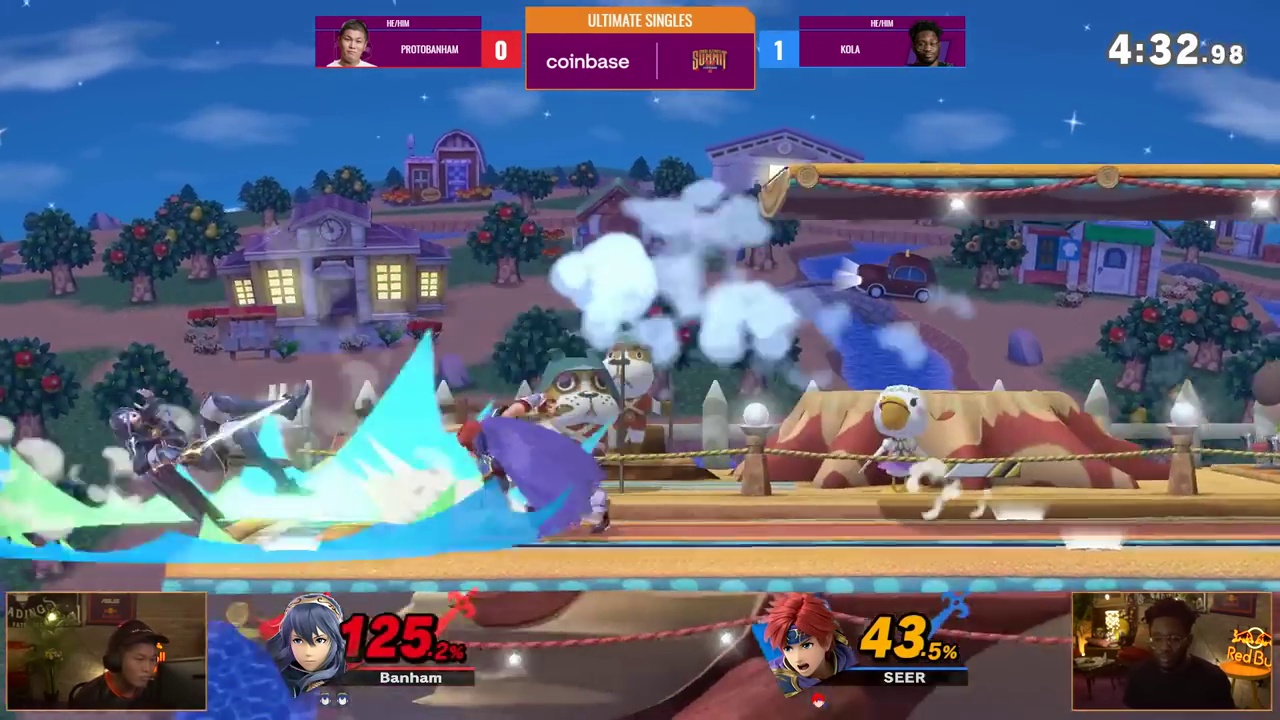 HE/HIM
PROTOBANHAM
0
ULTIMATE SINGLES
coinbase
SUMMIT
1
HE/HIM
KOLA
4:32.98
125.2%
Banham
43.5%
SEER
Red Bu